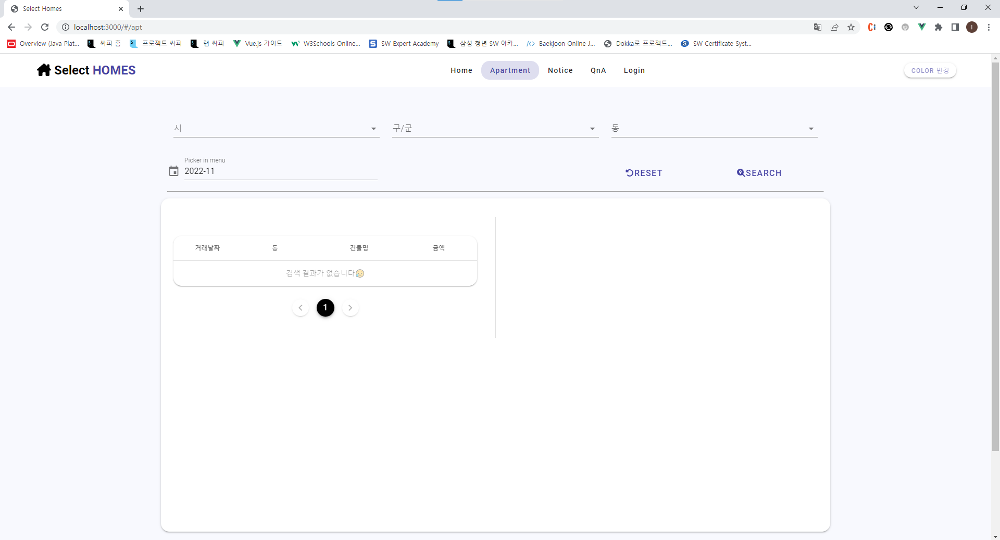 Select Homes
localhost:3000/#/apt
Overview (Java Plat... 싸피 홈 프로젝트 싸피 랩 싸피 Vue.js 가이드 W3Schools Online... SW Expert Academy 삼성 청년 SW 아카... Baekjoon Online J... Dokka로 프로젝트... SW Certificate Syst...
Select HOMES Home Apartment Notice QnA Login COLOR 변경
시 구/군 동
Picker in menu
2022-11 RESET SEARCH
거래날짜 동 건물명 금액
검색 결과가 없습니다😥
1